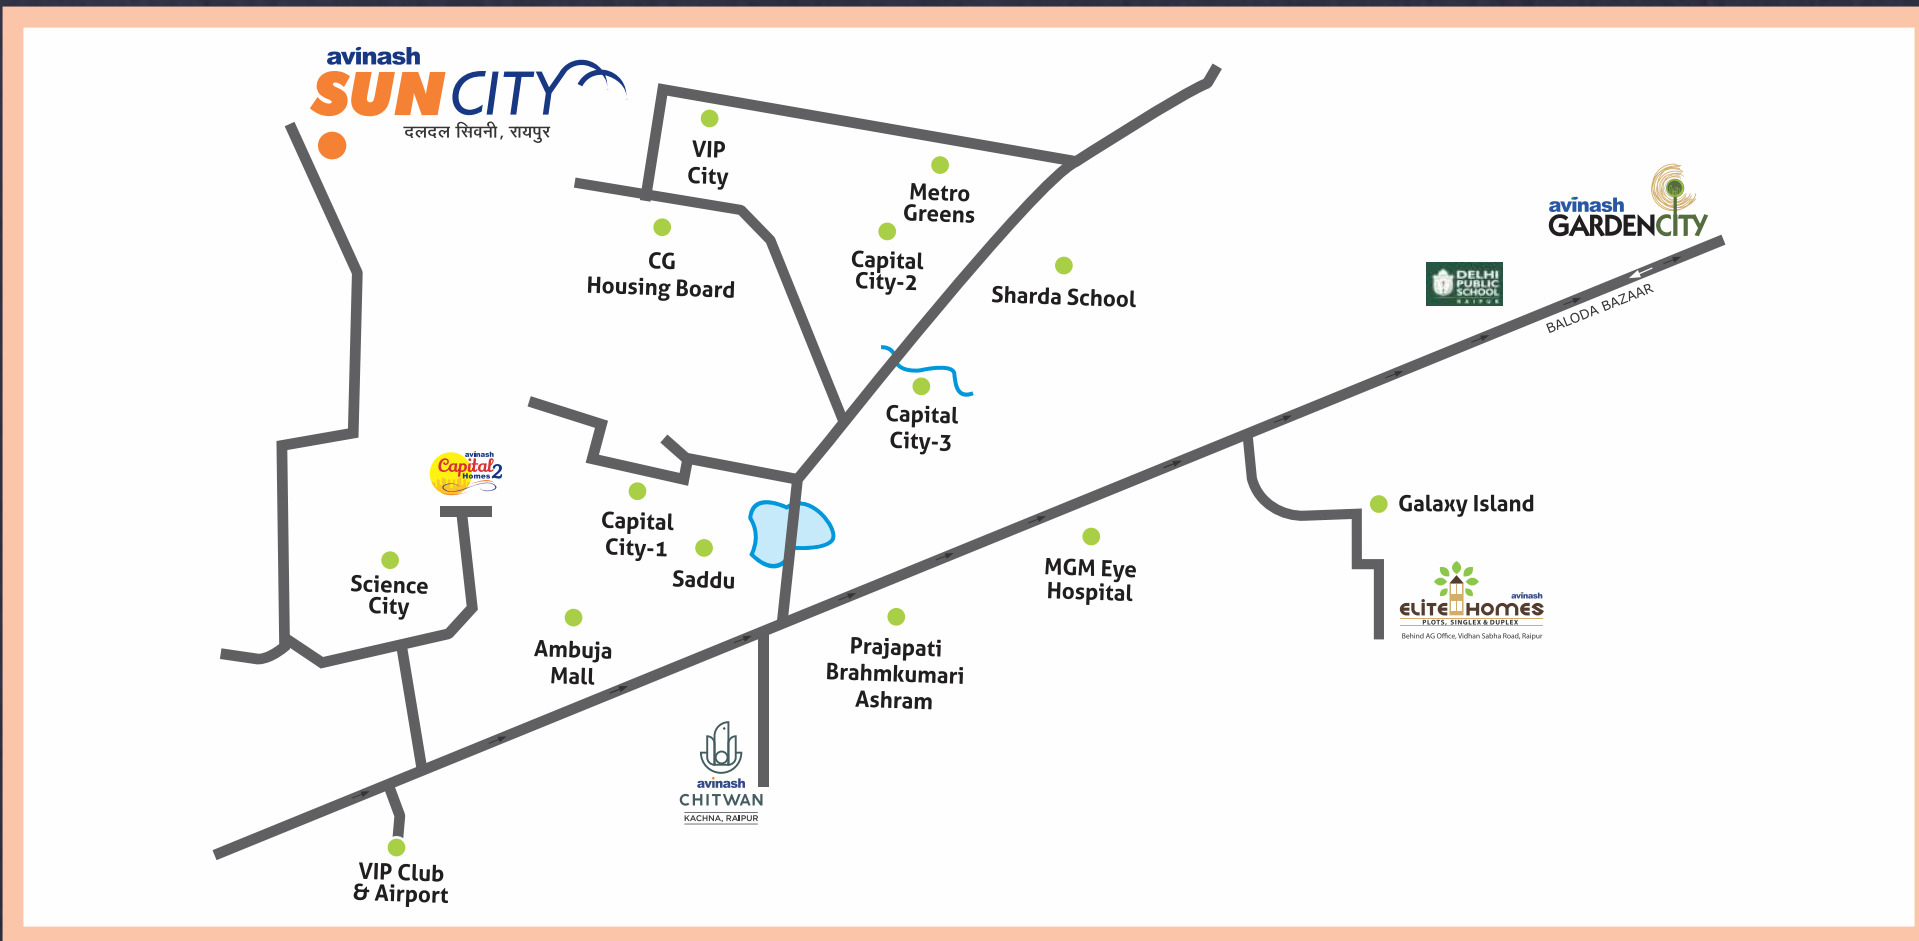 avinash
SUN CITY
दलदल सिवनी, रायपुर
VIP
City
Metro
Greens
CG
Housing Board
Capital
City-2
Sharda School
avinash
GARDENCITY
DELHI
PUBLIC
SCHOOL
RAIPUR
BALODA BAZAAR
Capital
City-3
avinash
Capital 2
Homes
Capital
City-1
Saddu
Science
City
Galaxy Island
MGM Eye
Hospital
avinash
ELITE HOMES
PLOTS, SINGLEX & DUPLEX
Behind AG Office, Vidhan Sabha Road, Raipur
Ambuja
Mall
Prajapati
Brahmkumari
Ashram
avinash
CHITWAN
KACHNA, RAIPUR
VIP Club
& Airport